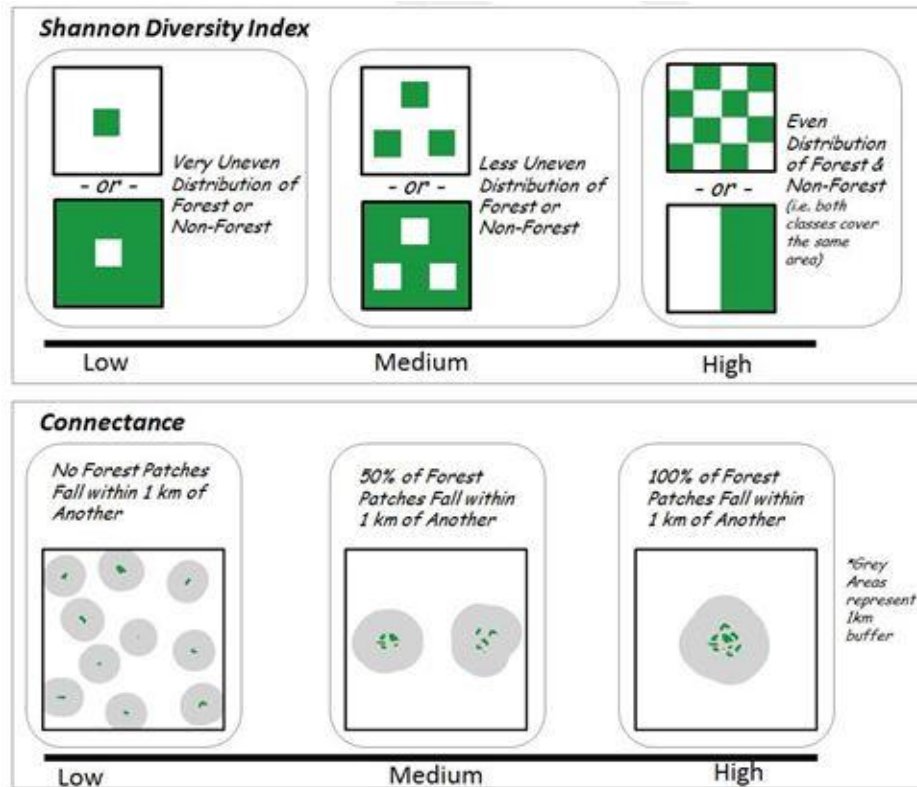 Shannon Diversity Index
- or -
Very Uneven
Distribution of
Forest or
Non-Forest
- or -
Less Uneven
Distribution of
Forest or
Non-Forest
- or -
Even
Distribution
of Forest &
Non-Forest
(i.e. both
classes cover
the same
area)
Low
Medium
High
Connectance
No Forest Patches
Fall within 1 km of
Another
50% of Forest
Patches Fall within
1 km of Another
100% of Forest
Patches Fall within
1 km of Another
*Grey
Areas
represent
1km
buffer
Low
Medium
High